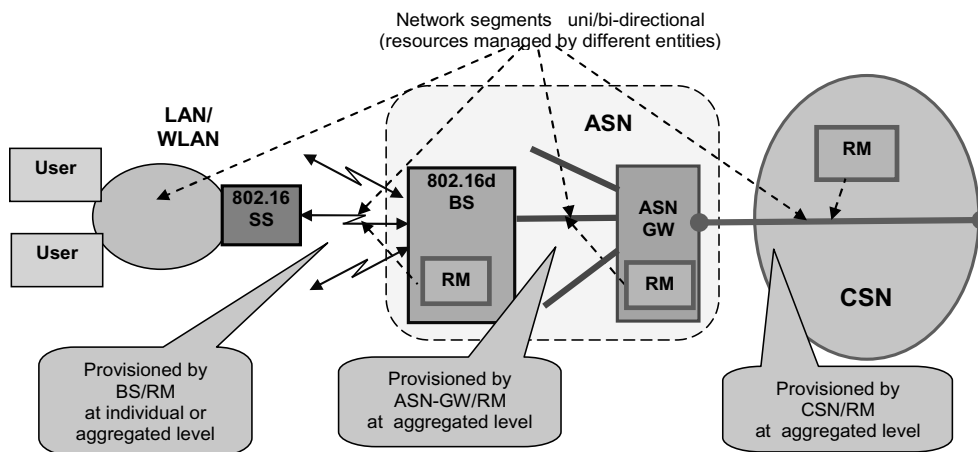 Network segments uni/bi-directional
(resources managed by different entities)
LAN/
WLAN
ASN
User
User
802.16
SS
802.16d
BS
RM
ASN
GW
RM
RM
CSN
Provisioned by
BS/RM
at individual or
aggregated level
Provisioned by
ASN-GW/RM
at aggregated level
Provisioned by
CSN/RM
at aggregated level